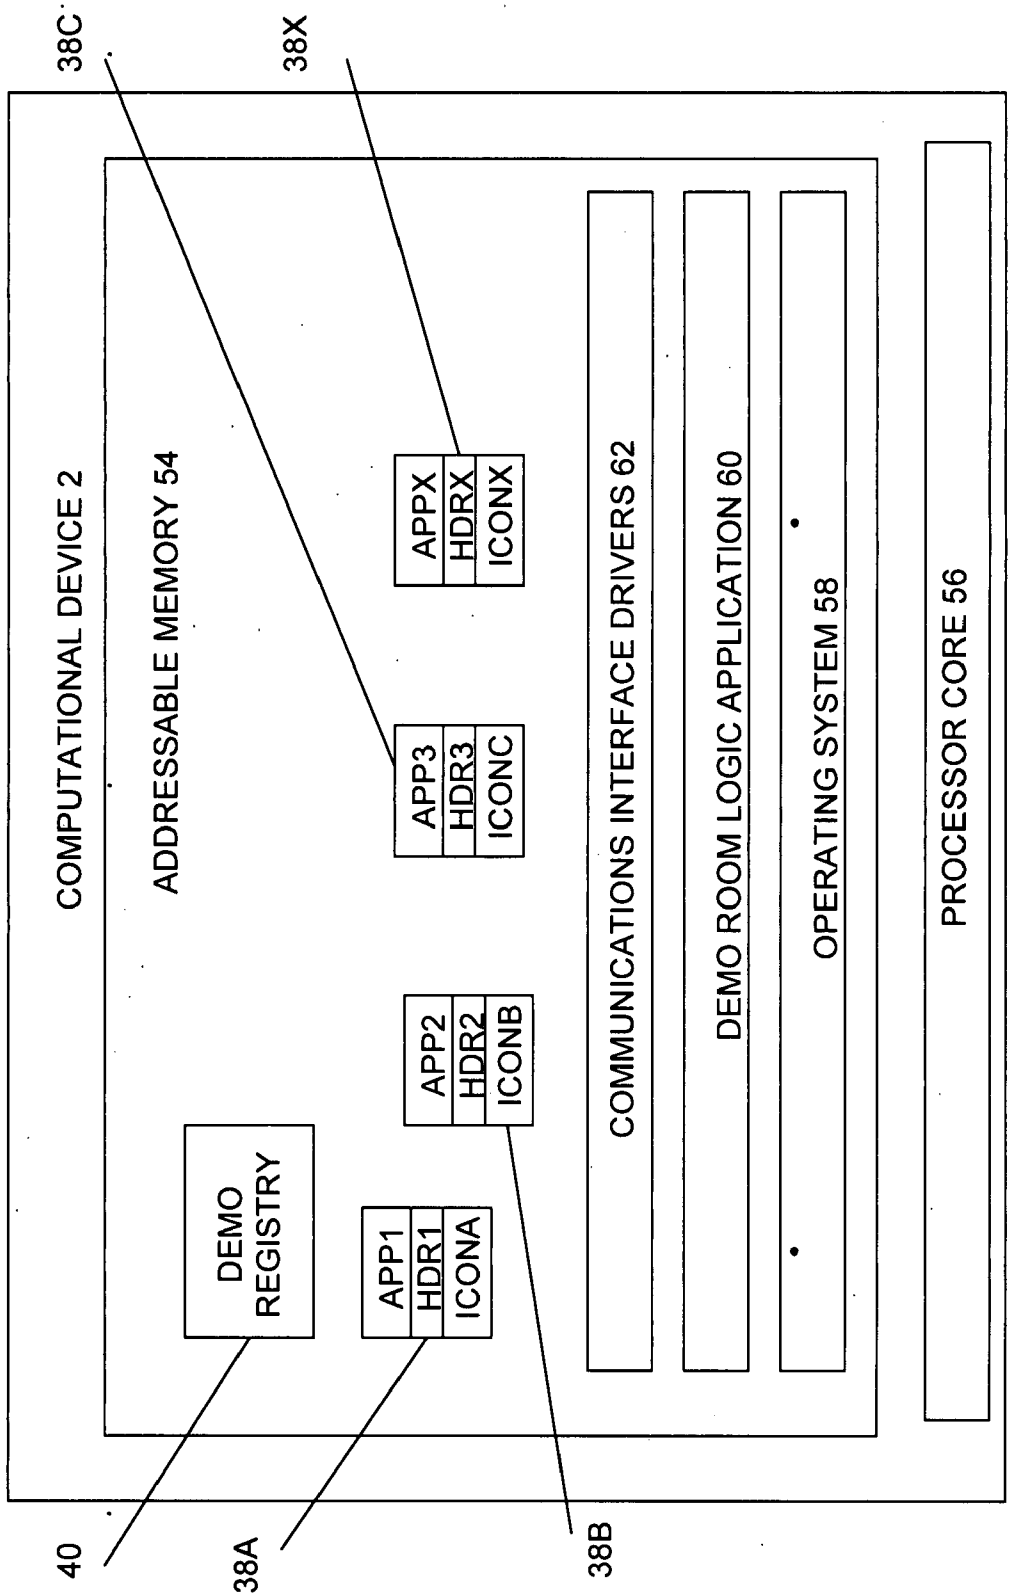 COMPUTATIONAL DEVICE 2
38C
38X
ADDRESSABLE MEMORY 54
40
DEMO
REGISTRY
38A
APP1
HDR1
ICONA
38B
APP2
HDR2
ICONB
APP3
HDR3
ICONC
APPX
HDRX
ICONX
COMMUNICATIONS INTERFACE DRIVERS 62
DEMO ROOM LOGIC APPLICATION 60
OPERATING SYSTEM 58
PROCESSOR CORE 56